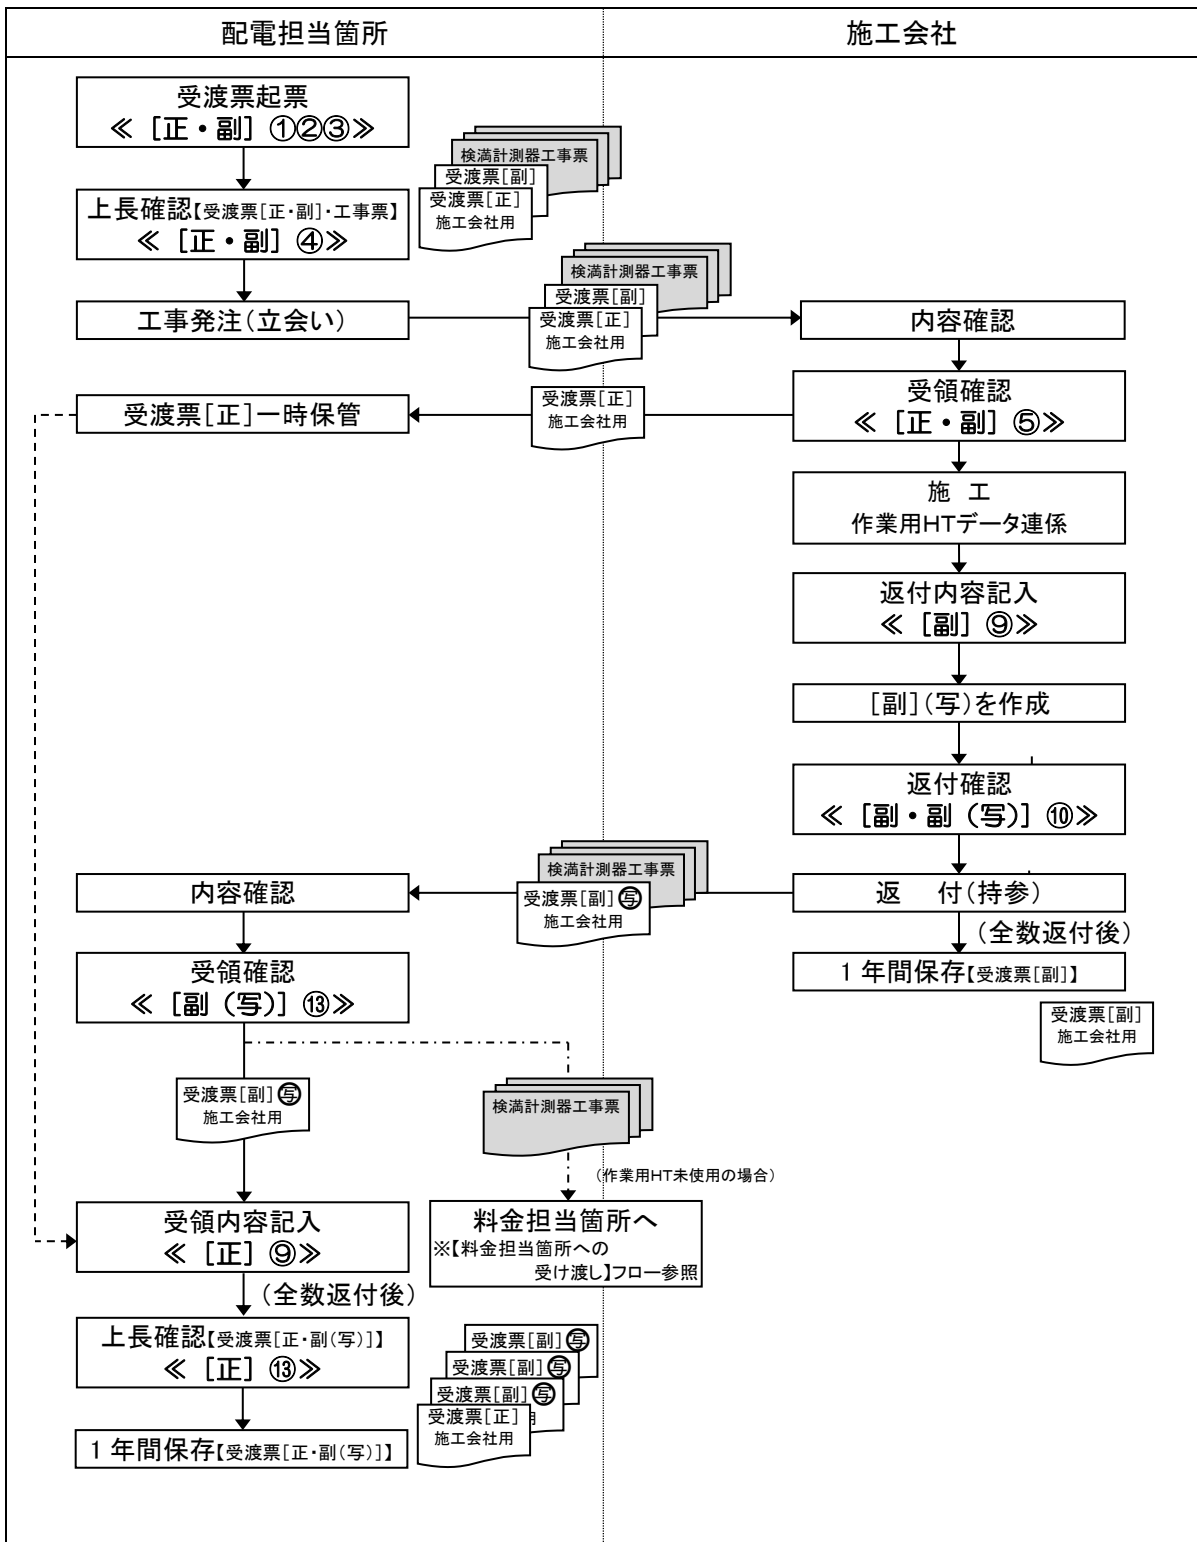 配電担当箇所
施工会社
受渡票起票
≪［正・副］①②③≫
検満計測器工事票
受渡票[副]
受渡票[正]
施工会社用
上長確認【受渡票[正・副]・工事票】
≪［正・副］④≫
検満計測器工事票
受渡票[副]
受渡票[正]
施工会社用
工事発注(立会い)
内容確認
受渡票[正]一時保管
受渡票[正]
施工会社用
受領確認
≪［正・副］⑤≫
施　工
作業用HTデータ連係
返付内容記入
≪［副］⑨≫
[副](写)を作成
返付確認
≪［副・副（写）］⑩≫
検満計測器工事票
受渡票[副]㊢
施工会社用
内容確認
返　付(持参)
(全数返付後)
受領確認
≪［副（写）］⑬≫
1年間保存【受渡票[副]】
受渡票[副]
施工会社用
受渡票[副]㊢
施工会社用
検満計測器工事票
(作業用HT未使用の場合)
受領内容記入
≪［正］⑨≫
料金担当箇所へ
※【料金担当箇所への
受け渡し】フロー参照
(全数返付後)
上長確認【受渡票[正・副(写)]】
≪［正］⑬≫
受渡票[副]㊢
受渡票[副]㊢
受渡票[副]㊢
用
受渡票[正]
施工会社用
1年間保存【受渡票[正・副(写)]】